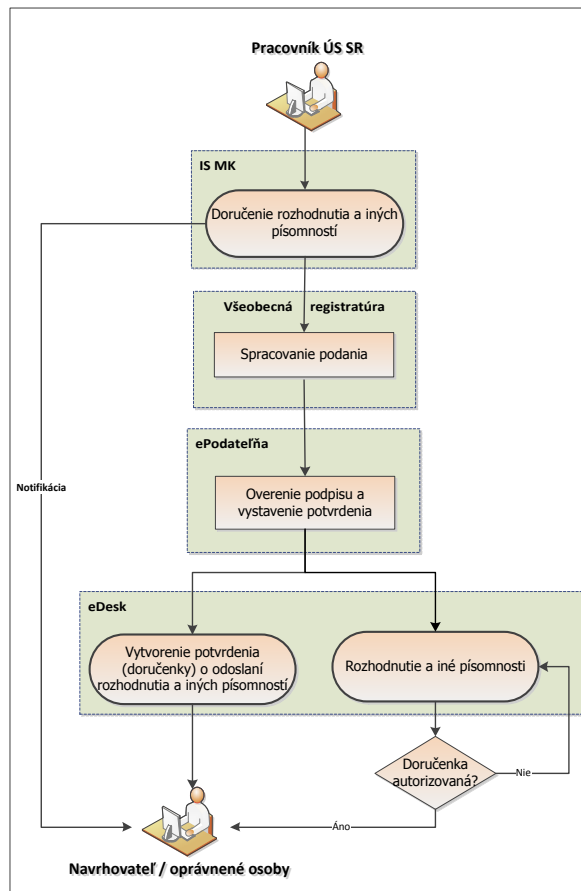 Pracovník ÚS SR
IS MK
Doručenie rozhodnutia a iných
písomností
Všeobecná registratúra
Spracovanie podania
ePodateľňa
Notifikácia
Overenie podpisu a
vystavenie potvrdenia
eDesk
Vytvorenie potvrdenia
(doručenky) o odoslaní
rozhodnutia a iných písomností
Rozhodnutie a iné písomnosti
Doručenka
autorizovaná?
Nie
Áno
Navrhovateľ / oprávnené osoby